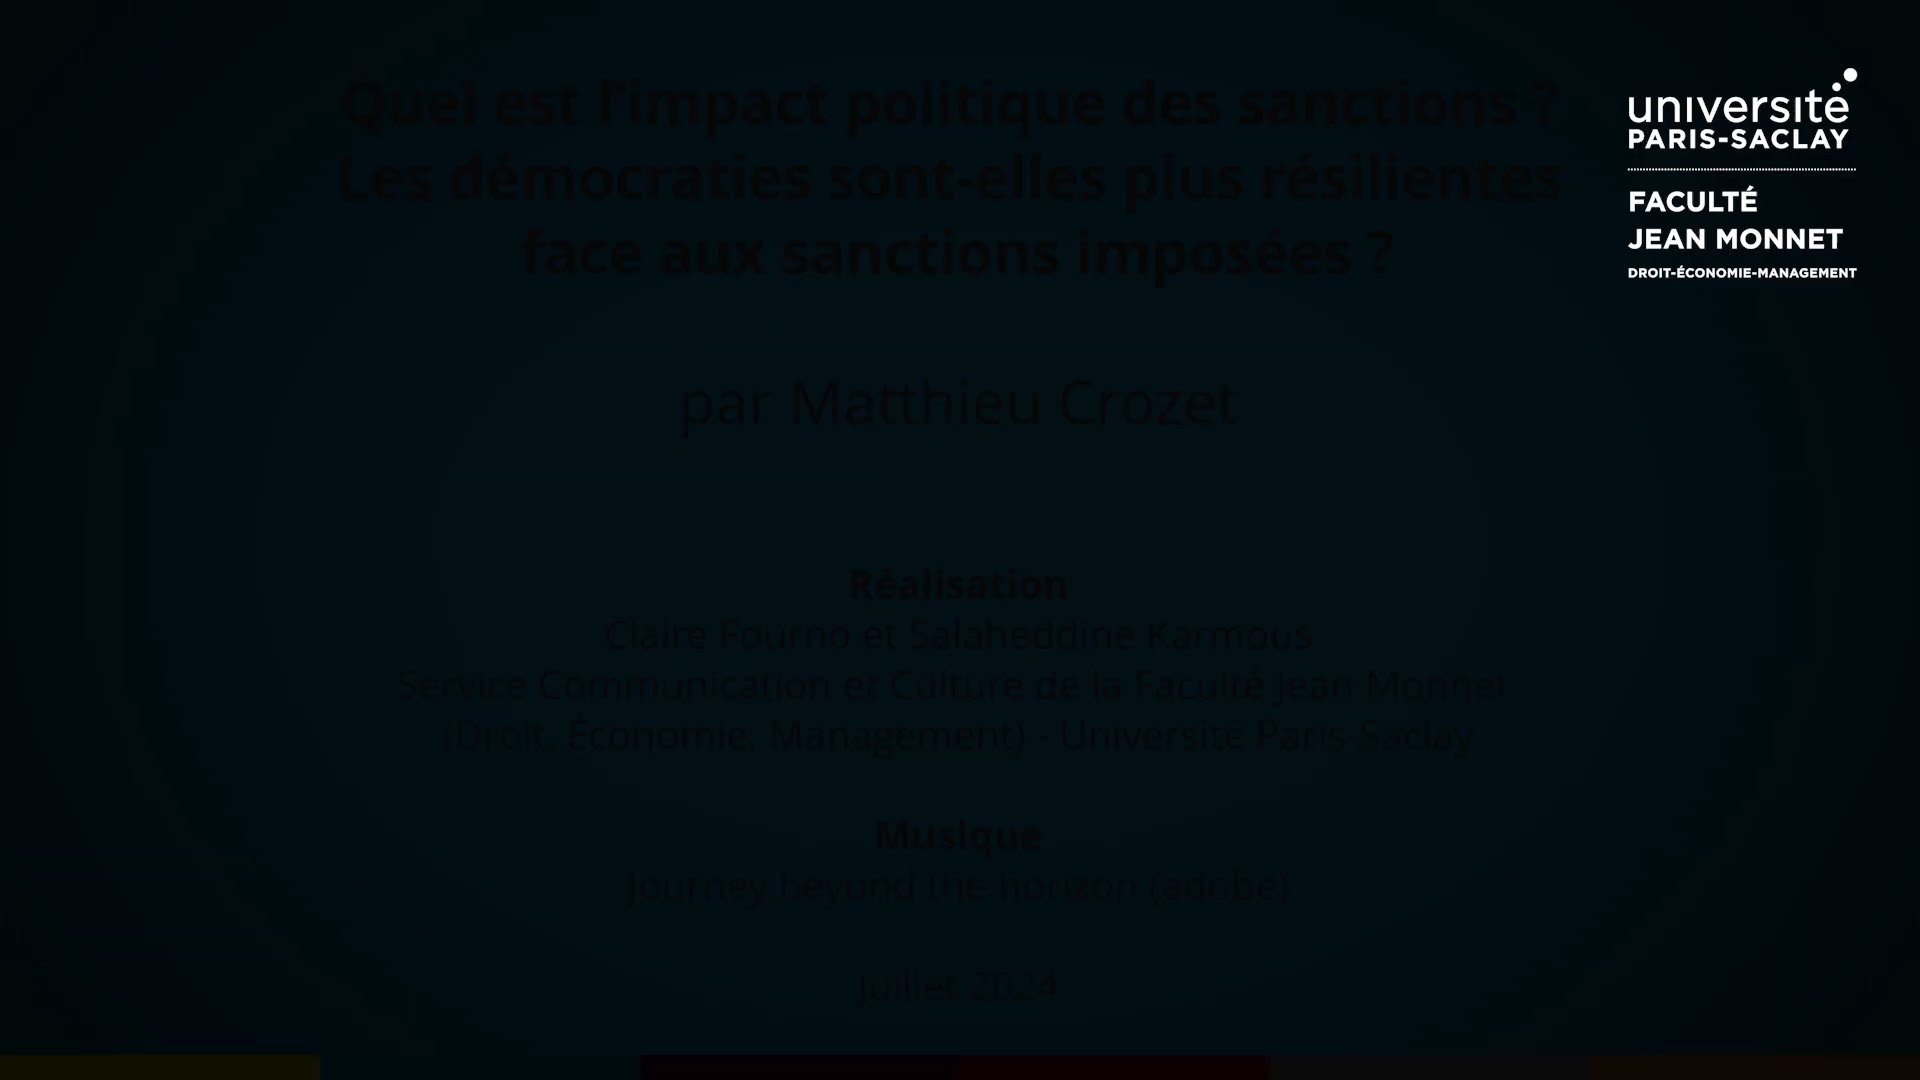 Quel est l'impact politique des sanctions ?
Les démocraties sont-elles plus résilientes
face aux sanctions imposées ?
par Matthieu Crozet
Réalisation
Claire Fourno et Salaheddine Karmous
Service Communication et Culture de la Faculté Jean Monnet
(Droit, Économie, Management) - Université Paris-Saclay
Musique
Journey beyond the horizon (adobe)
Juillet 2024
université
PARIS-SACLAY
FACULTÉ
JEAN MONNET
DROIT-ÉCONOMIE-MANAGEMENT